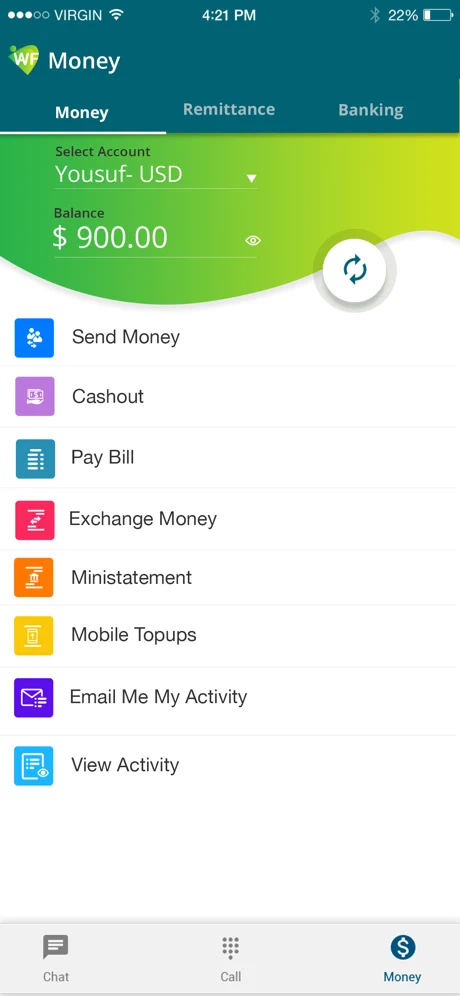 VIRGIN 4:21 PM 22%
WF Money
Money Remittance Banking
Select Account
Yousuf- USD
Balance
$ 900.00
Send Money
Cashout
Pay Bill
Exchange Money
Ministatement
Mobile Topups
Email Me My Activity
View Activity
Chat Call Money